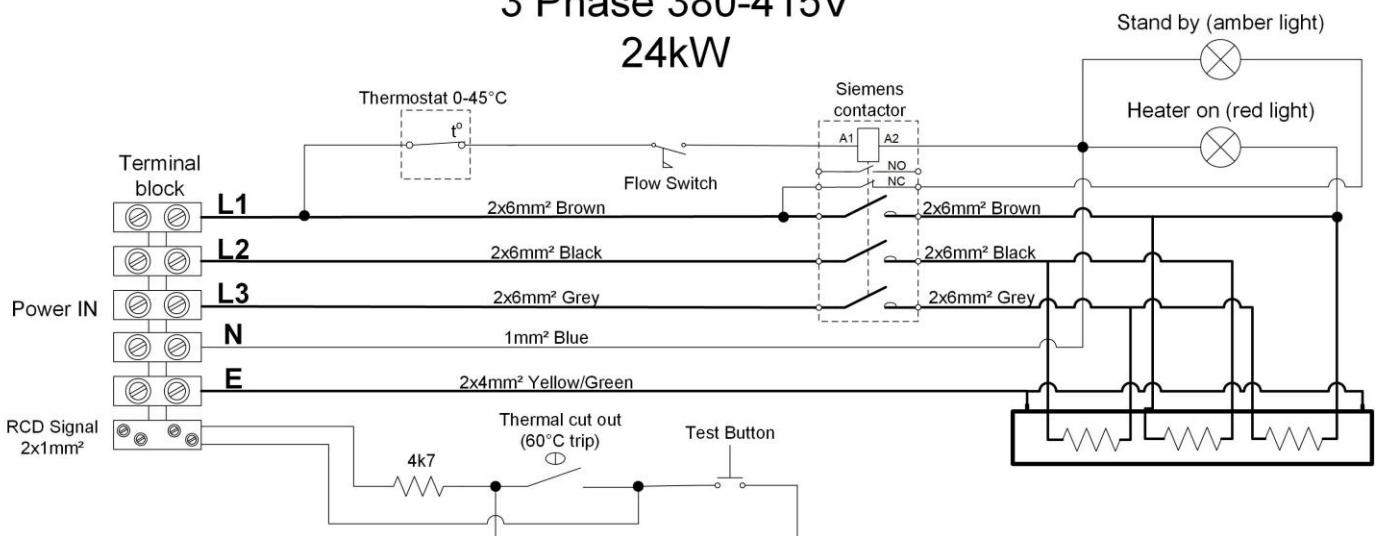 3 Phase 380-415V
24kW
Stand by (amber light)
Thermostat 0-45°C
t°
Siemens
contactor
A1
A2
NO
NC
Heater on (red light)
Flow Switch
Terminal
block
L1
2x6mm² Brown
2x6mm² Brown
L2
2x6mm² Black
2x6mm² Black
Power IN
L3
2x6mm² Grey
2x6mm² Grey
N
1mm² Blue
E
2x4mm² Yellow/Green
RCD Signal
2x1mm²
4k7
Thermal cut out
(60°C trip)
Test Button